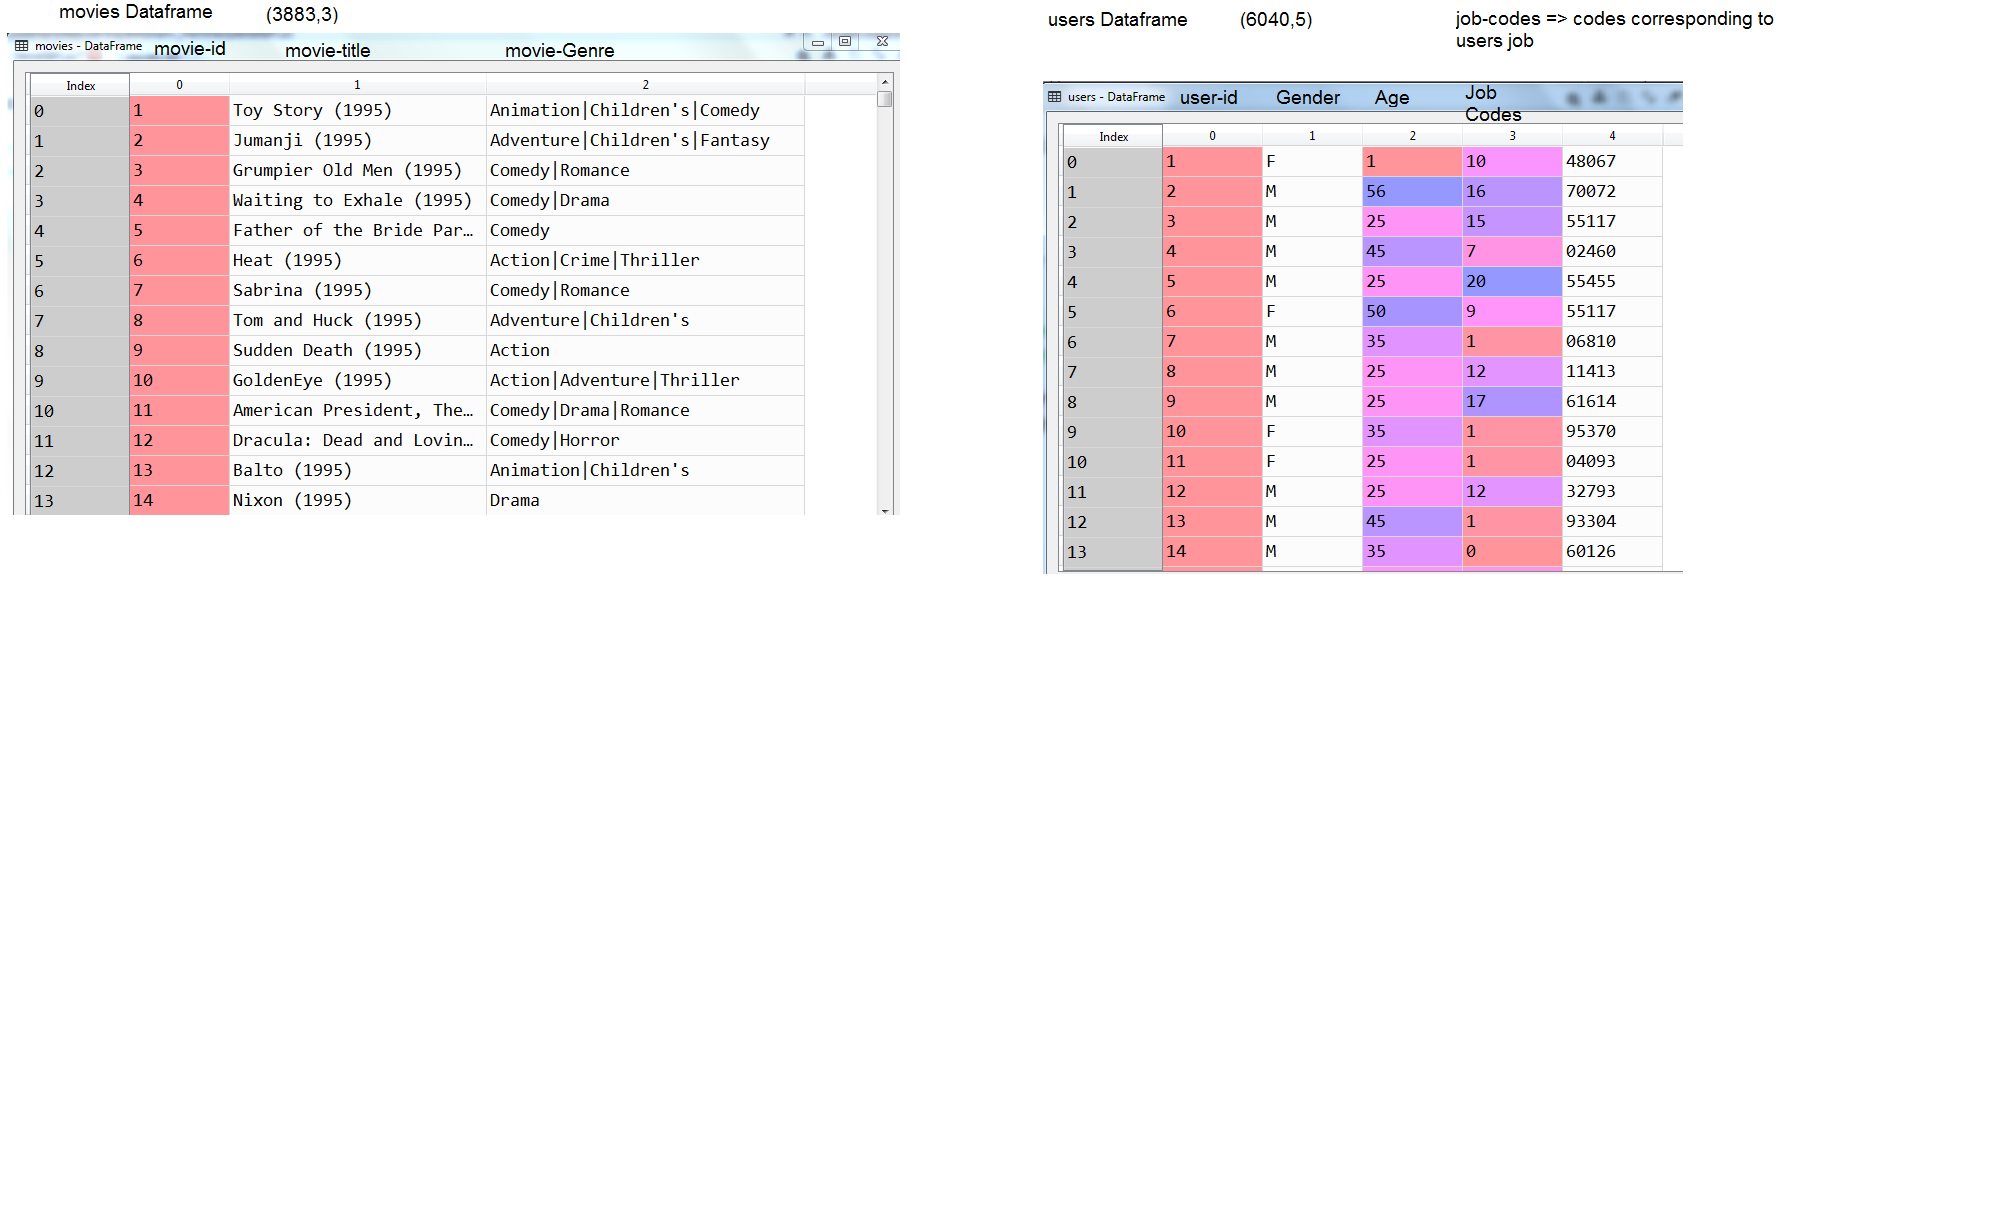 movies Dataframe (3883,3)
movies - DataFrame movie-id movie-title movie-Genre
Index 0 1 2
0 1 Toy Story (1995) Animation|Children's|Comedy
1 2 Jumanji (1995) Adventure|Children's|Fantasy
2 3 Grumpier Old Men (1995) Comedy|Romance
3 4 Waiting to Exhale (1995) Comedy|Drama
4 5 Father of the Bride Par… Comedy
5 6 Heat (1995) Action|Crime|Thriller
6 7 Sabrina (1995) Comedy|Romance
7 8 Tom and Huck (1995) Adventure|Children's
8 9 Sudden Death (1995) Action
9 10 GoldenEye (1995) Action|Adventure|Thriller
10 11 American President, The… Comedy|Drama|Romance
11 12 Dracula: Dead and Lovin… Comedy|Horror
12 13 Balto (1995) Animation|Children's
13 14 Nixon (1995) Drama
users Dataframe (6040,5)
job-codes => codes corresponding to
users job
users - DataFrame user-id Gender Age Job
Codes
Index 0 1 2 3 4
0 1 F 1 10 48067
1 2 M 56 16 70072
2 3 M 25 15 55117
3 4 M 45 7 02460
4 5 M 25 20 55455
5 6 F 50 9 55117
6 7 M 35 1 06810
7 8 M 25 12 11413
8 9 M 25 17 61614
9 10 F 35 1 95370
10 11 F 25 1 04093
11 12 M 25 12 32793
12 13 M 45 1 93304
13 14 M 35 0 60126